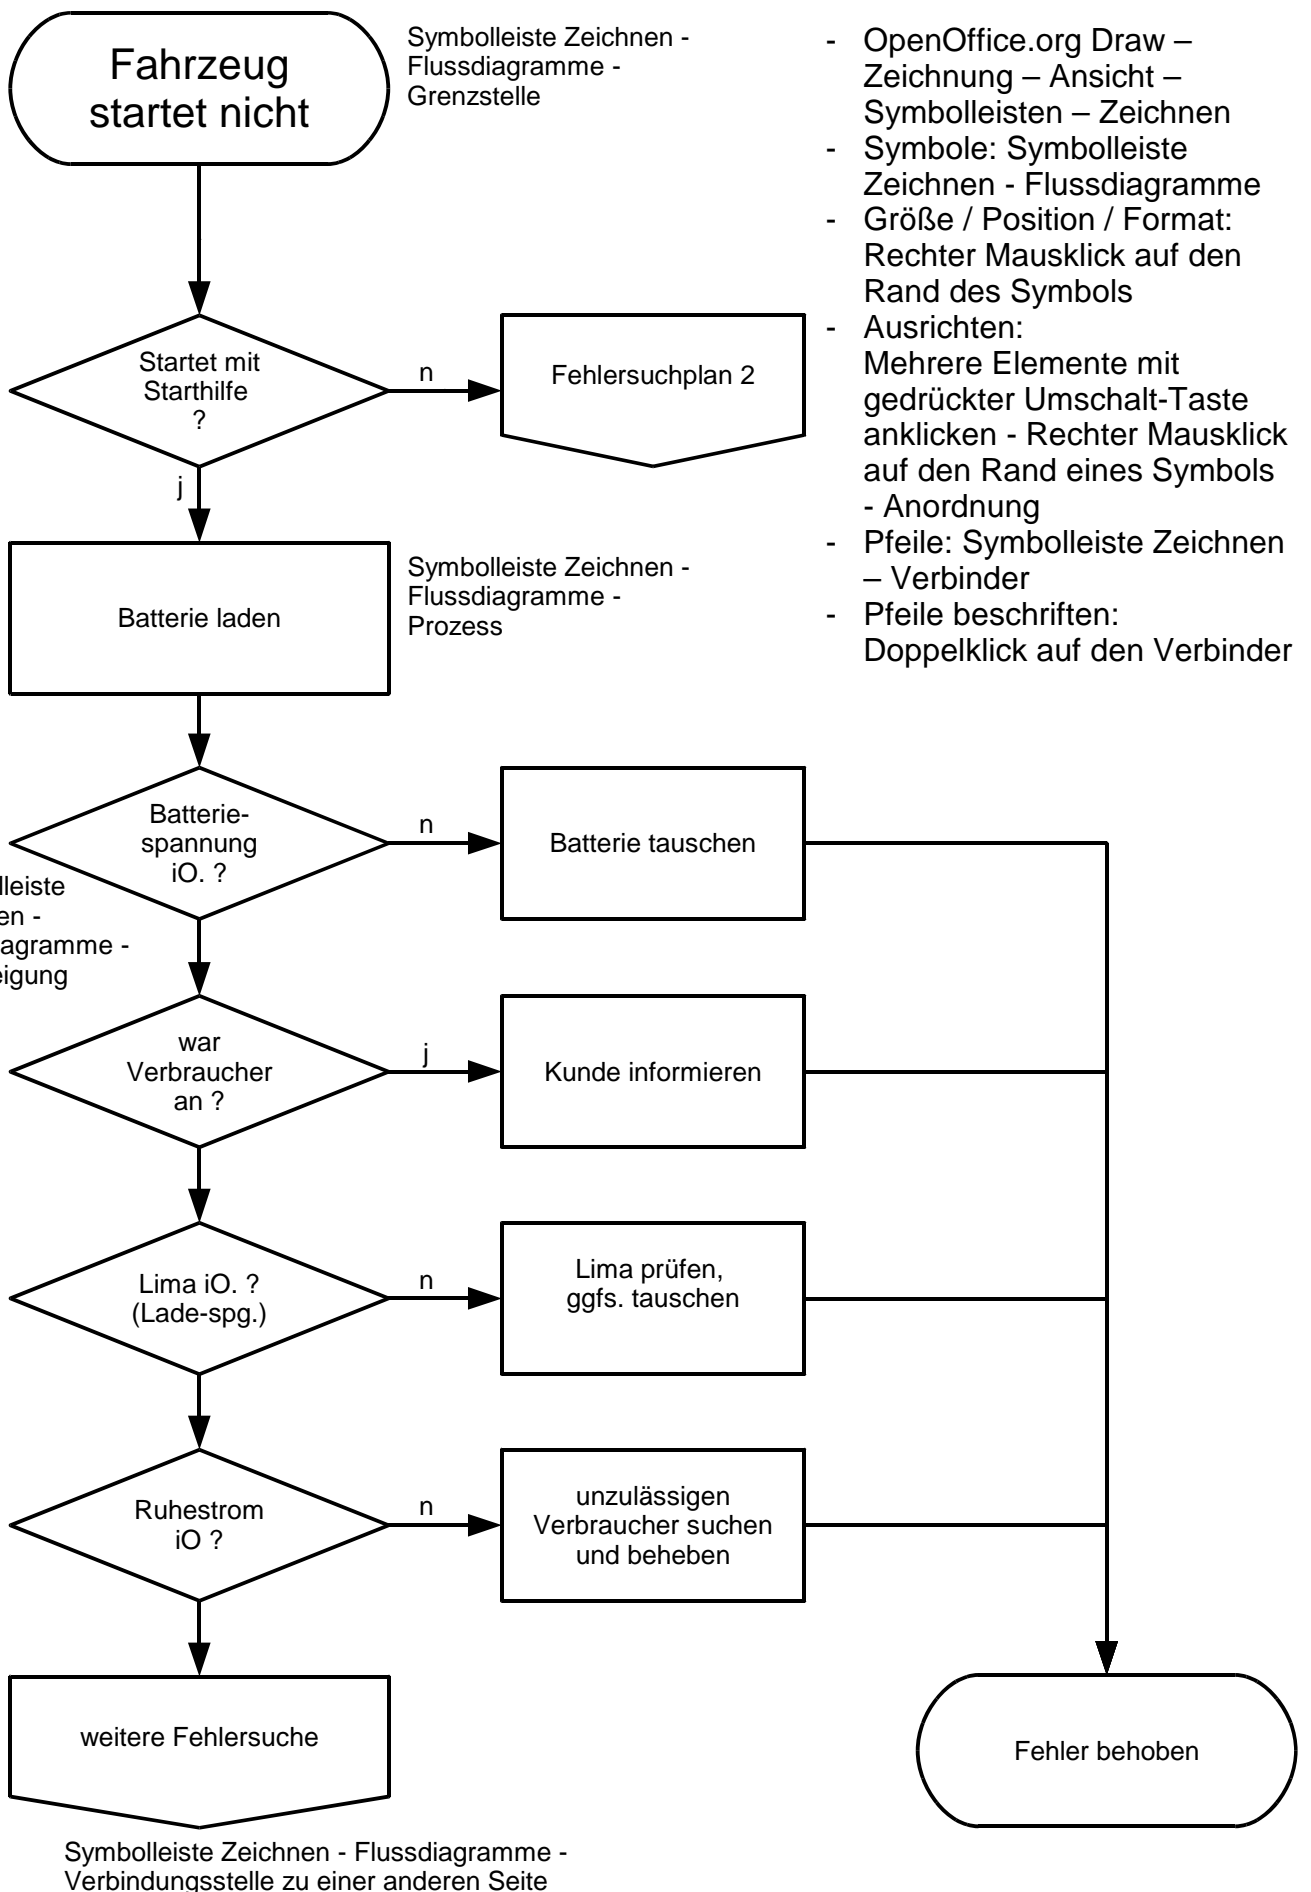 Fahrzeug
startet nicht
Symbolleiste Zeichnen -
Flussdiagramme -
Grenzstelle
- OpenOffice.org Draw –
Zeichnung – Ansicht –
Symbolleisten – Zeichnen
- Symbole: Symbolleiste
Zeichnen - Flussdiagramme
- Größe / Position / Format:
Rechter Mausklick auf den
Rand des Symbols
- Ausrichten:
Mehrere Elemente mit
gedrückter Umschalt-Taste
anklicken - Rechter Mausklick
auf den Rand eines Symbols
- Anordnung
- Pfeile: Symbolleiste Zeichnen
– Verbinder
- Pfeile beschriften:
Doppelklick auf den Verbinder
Startet mit
Starthilfe
?
n
Fehlersuchplan 2
j
Batterie laden
Symbolleiste Zeichnen -
Flussdiagramme -
Prozess
Batterie-
spannung
iO. ?
n
Batterie tauschen
lleiste
en -
agramme -
eigung
war
Verbraucher
an ?
j
Kunde informieren
Lima iO. ?
(Lade-spg.)
n
Lima prüfen,
ggfs. tauschen
Ruhestrom
iO ?
n
unzulässigen
Verbraucher suchen
und beheben
weitere Fehlersuche
Fehler behoben
Symbolleiste Zeichnen - Flussdiagramme -
Verbindungsstelle zu einer anderen Seite